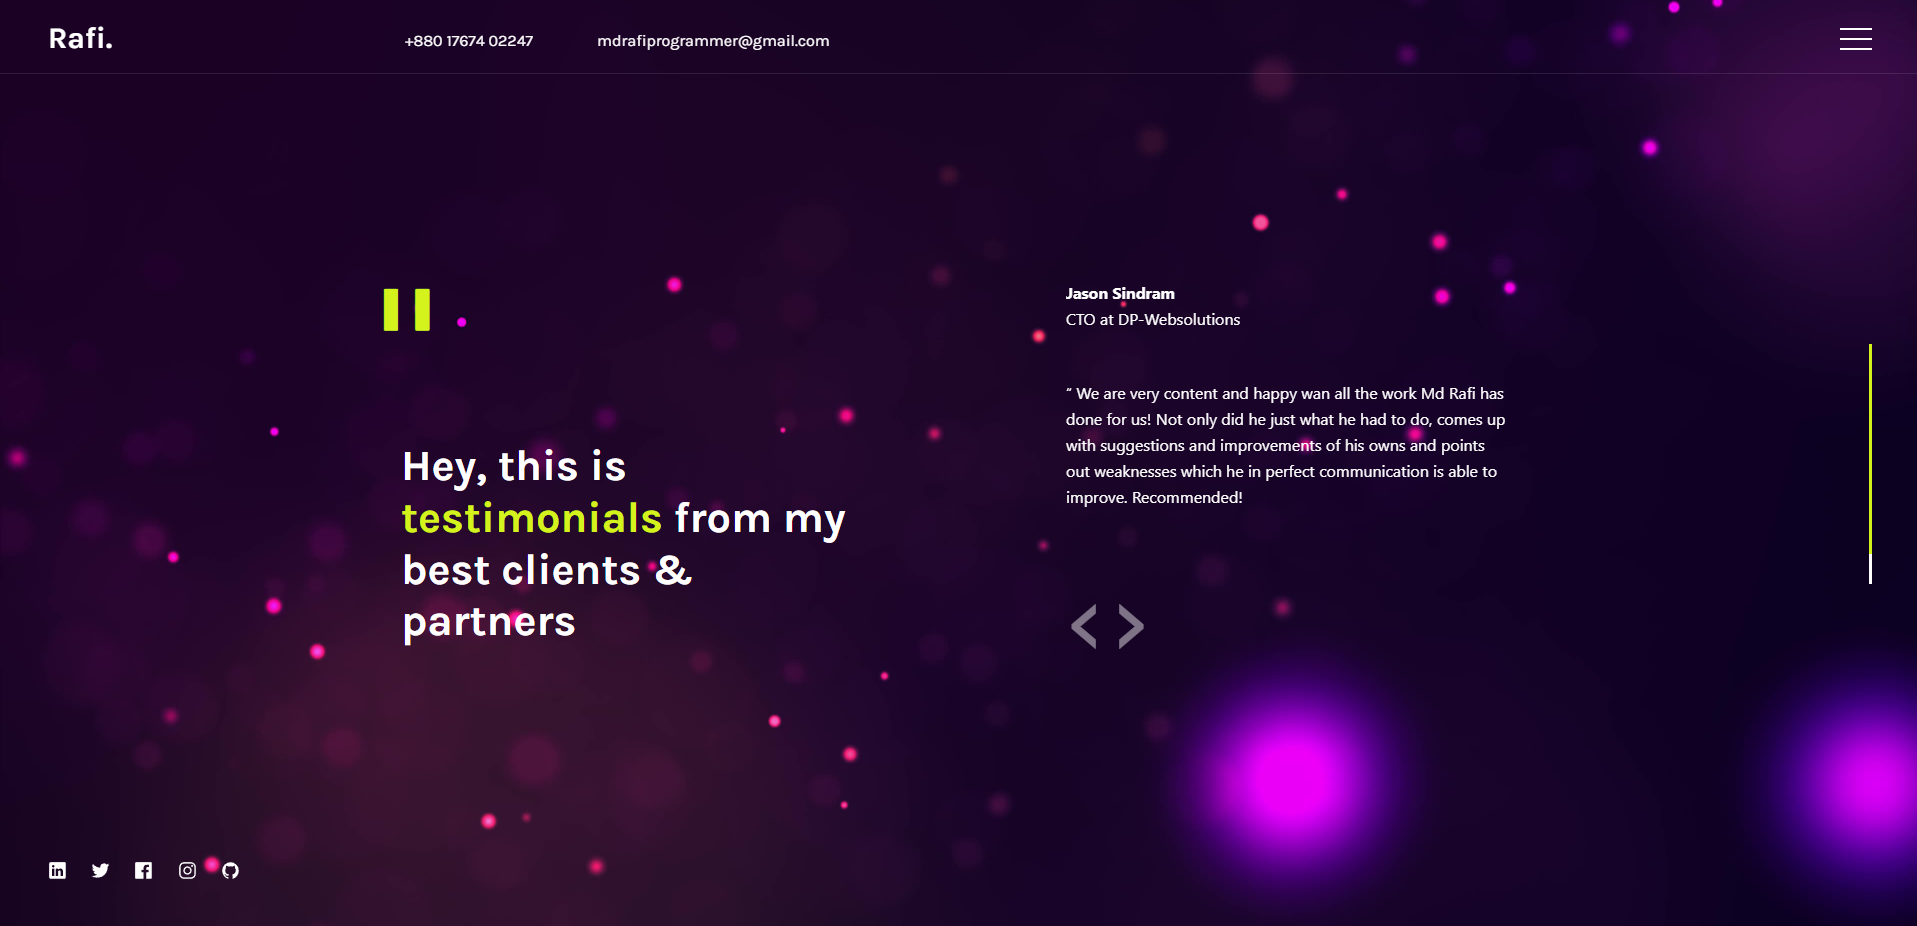 Rafi.
+880 17674 02247
mdrafiprogrammer@gmail.com
Hey, this is
testimonials from my
best clients &
partners
Jason Sindram
CTO at DP-Websolutions
“ We are very content and happy wan all the work Md Rafi has
done for us! Not only did he just what he had to do, comes up
with suggestions and improvements of his owns and points
out weaknesses which he in perfect communication is able to
improve. Recommended!